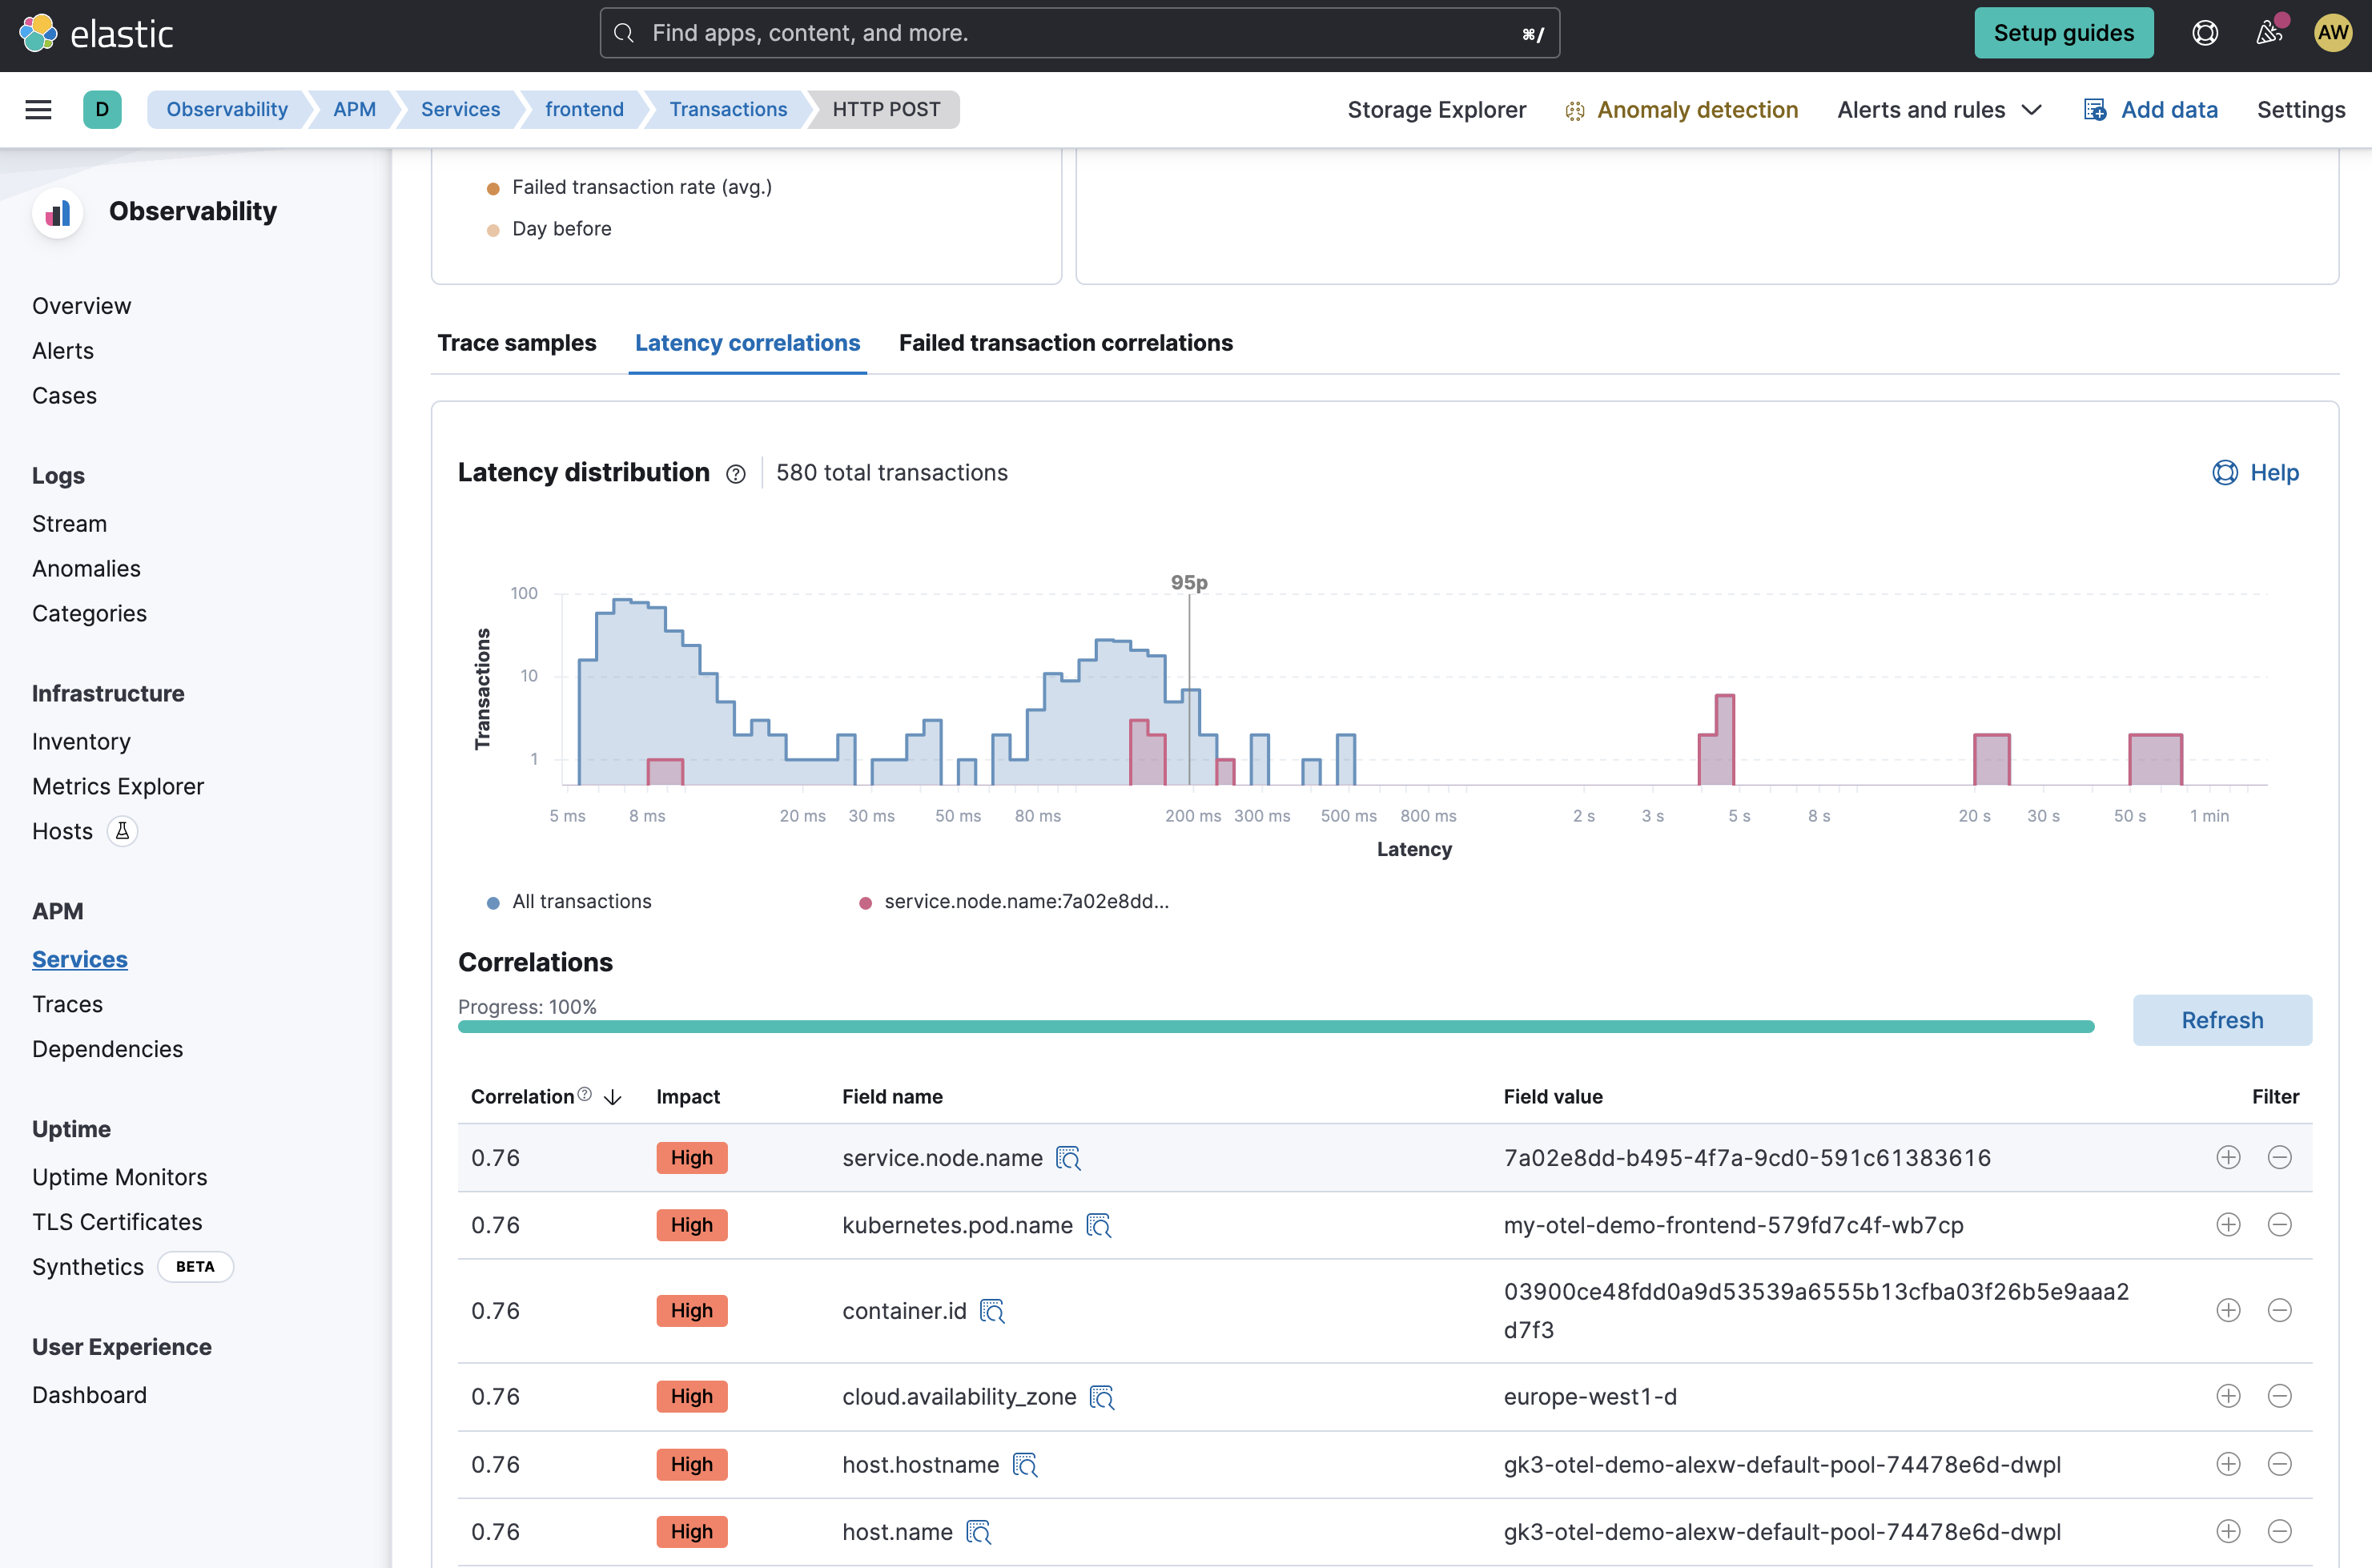 elastic
Find apps, content, and more.
⌘/
Setup guides
AW
D
Observability
APM
Services
frontend
Transactions
HTTP POST
Storage Explorer
Anomaly detection
Alerts and rules
Add data
Settings
Observability
Overview
Alerts
Cases
Logs
Stream
Anomalies
Categories
Infrastructure
Inventory
Metrics Explorer
Hosts
APM
Services
Traces
Dependencies
Uptime
Uptime Monitors
TLS Certificates
Synthetics BETA
User Experience
Dashboard
Failed transaction rate (avg.)
Day before
Trace samples
Latency correlations
Failed transaction correlations
Latency distribution
580 total transactions
Help
95p
Transactions
100
10
1
5 ms
8 ms
20 ms
30 ms
50 ms
80 ms
200 ms
300 ms
500 ms
800 ms
2 s
3 s
5 s
8 s
20 s
30 s
50 s
1 min
Latency
All transactions
service.node.name:7a02e8dd...
Correlations
Progress: 100%
Refresh
Correlation Impact Field name Field value Filter
0.76 High service.node.name 7a02e8dd-b495-4f7a-9cd0-591c61383616
0.76 High kubernetes.pod.name my-otel-demo-frontend-579fd7c4f-wb7cp
0.76 High container.id 03900ce48fdd0a9d53539a6555b13cfba03f26b5e9aaa2
d7f3
0.76 High cloud.availability_zone europe-west1-d
0.76 High host.hostname gk3-otel-demo-alexw-default-pool-74478e6d-dwpl
0.76 High host.name gk3-otel-demo-alexw-default-pool-74478e6d-dwpl